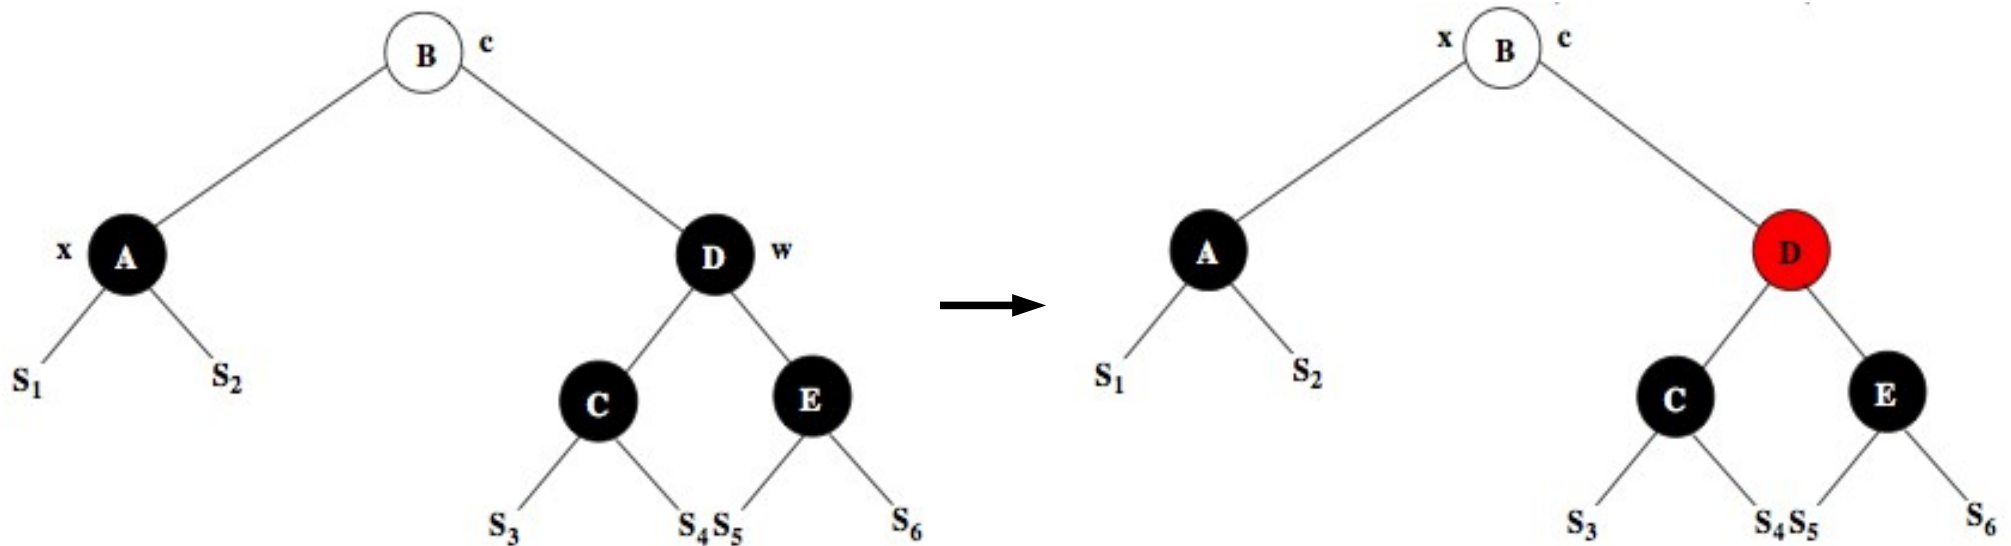 B c x B c
x A D w A D
S1 S2 C E S1 S2 C E
S3 S4 S5 S6 S3 S4 S5 S6